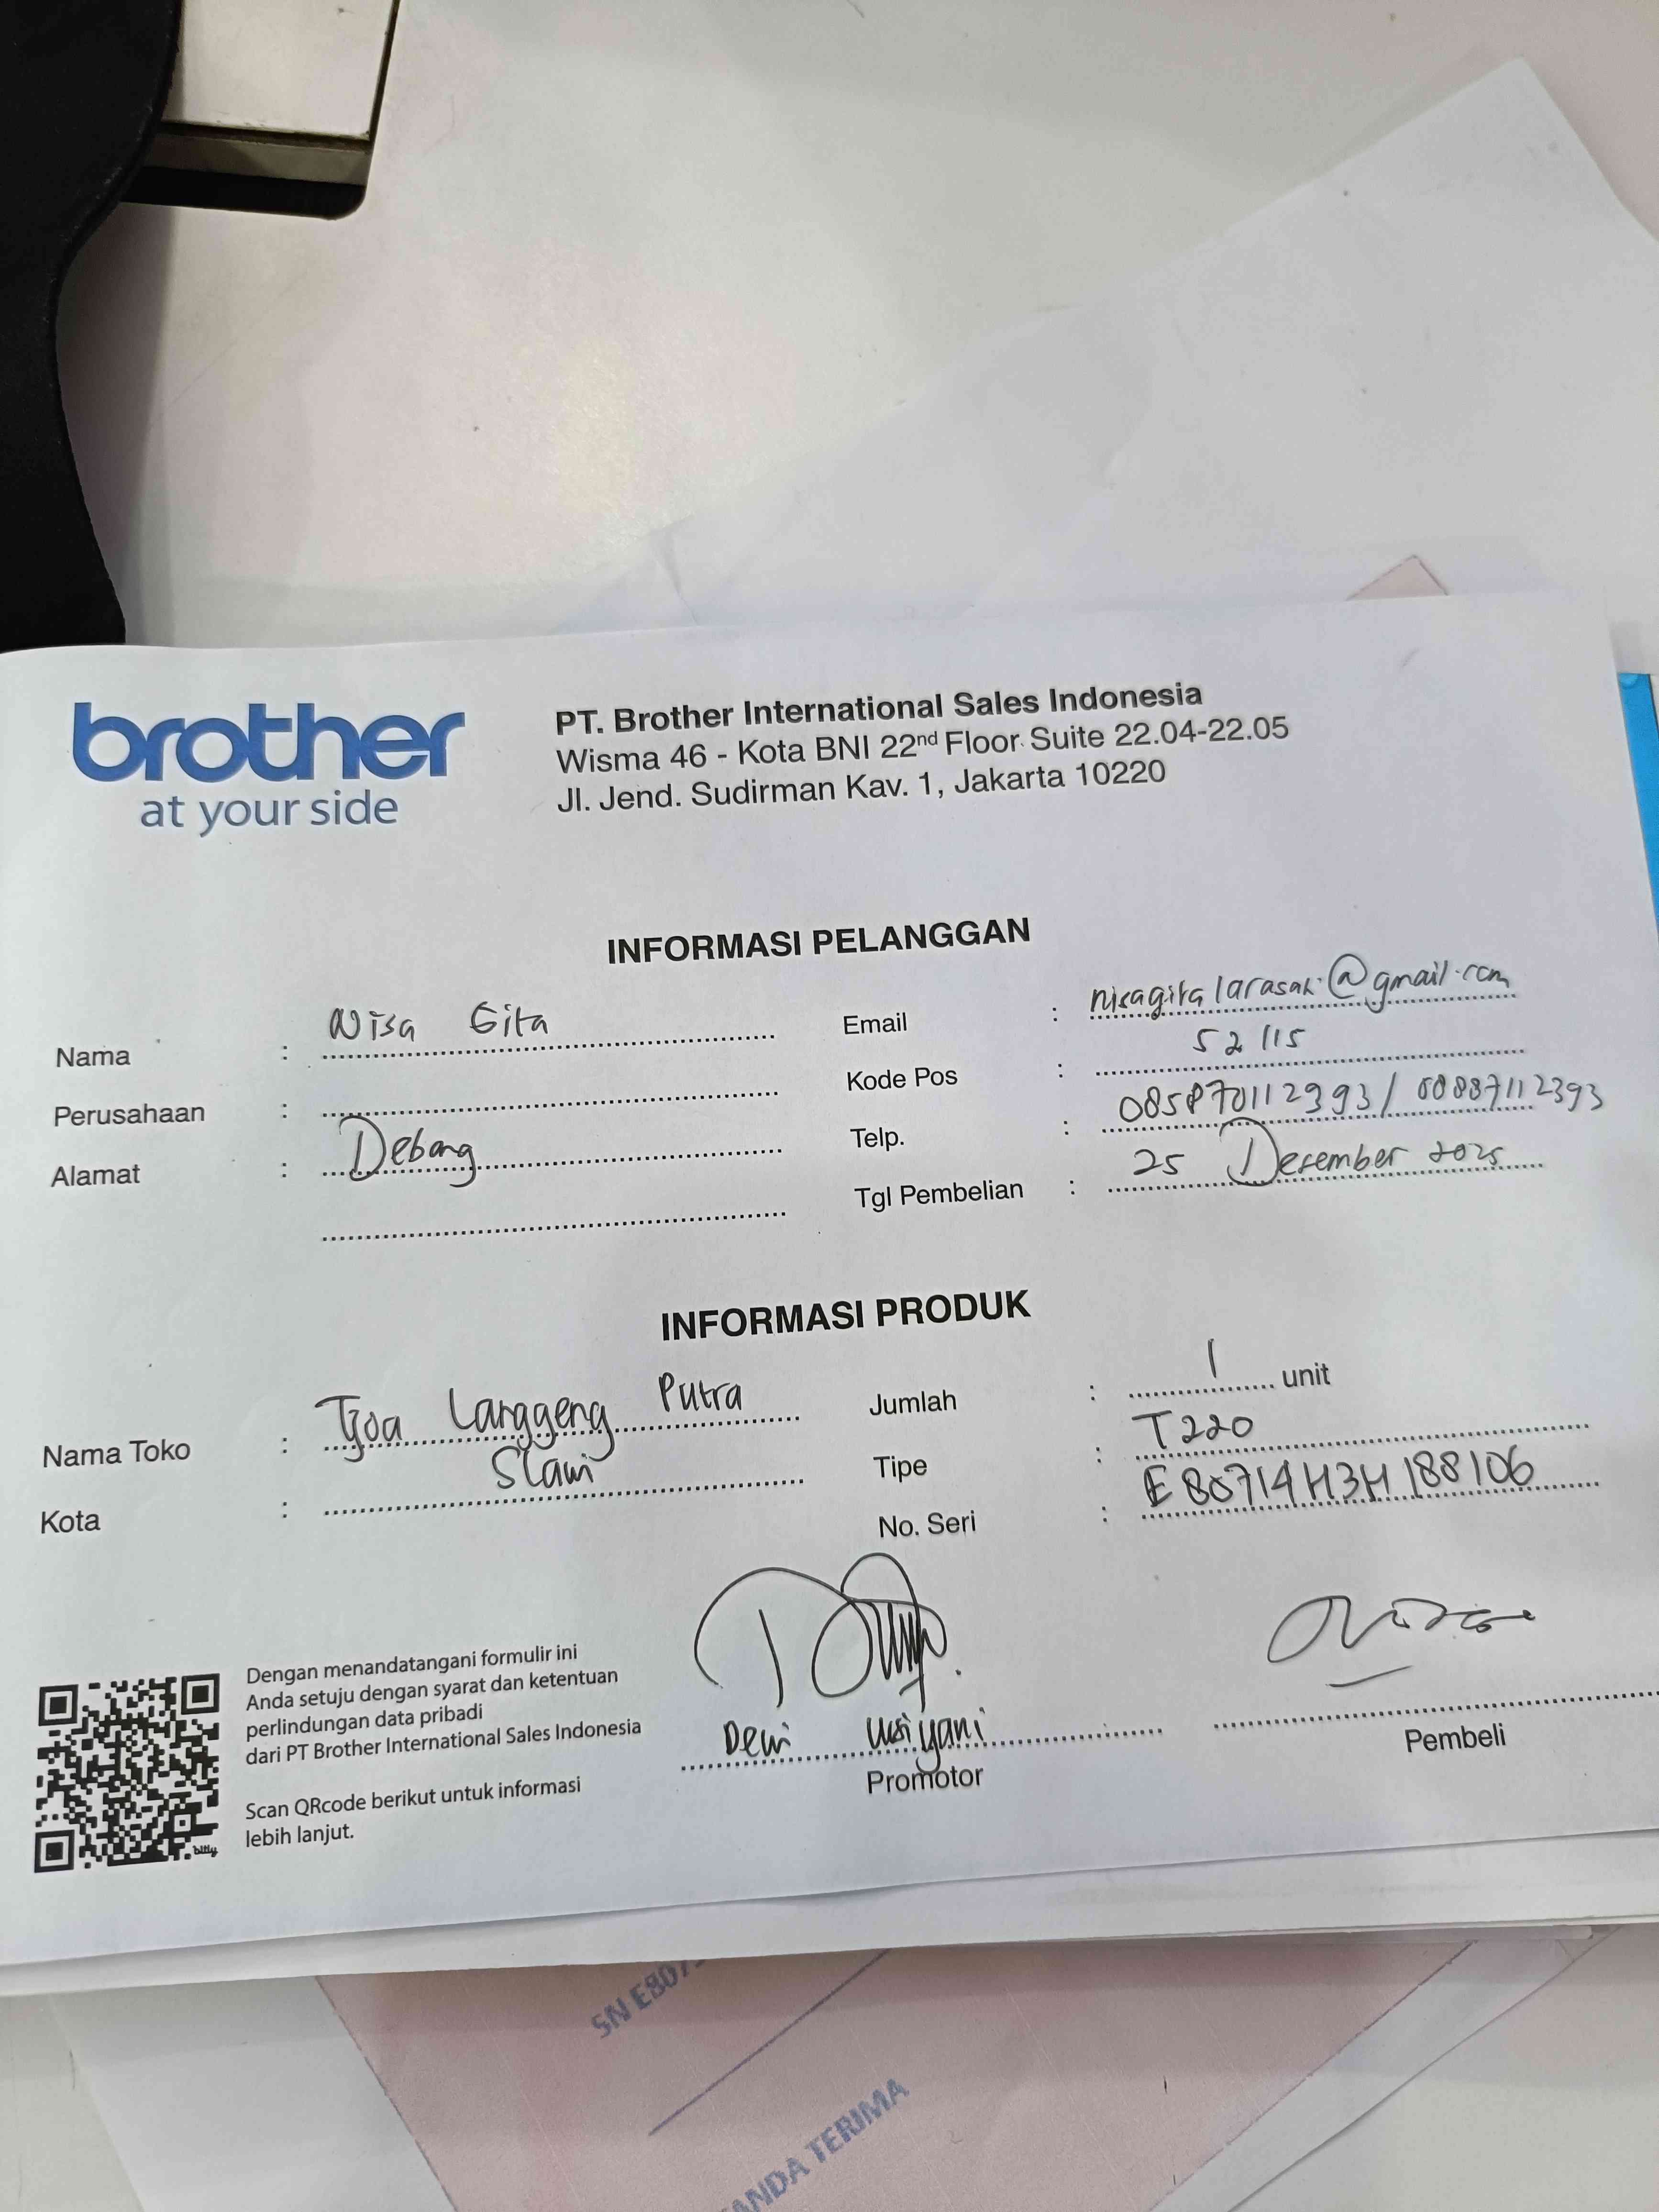 brother
at your side
PT. Brother International Sales Indonesia
Wisma 46 - Kota BNI 22nd Floor Suite 22.04-22.05
Jl. Jend. Sudirman Kav. 1, Jakarta 10220
INFORMASI PELANGGAN
Nama : Nisa Gita
Perusahaan :
Alamat : Debong
Email : nisagitalarasati@gmail.com
Kode Pos : 52115
Telp. : 085870112393 / 08887112393
Tgl Pembelian : 25 Desember 2025
INFORMASI PRODUK
Nama Toko : Tjoa Langgeng Putra
Kota : Slawi
Jumlah : 1 unit
Tipe : T220
No. Seri : E80714H3H188106
Dengan menandatangani formulir ini
Anda setuju dengan syarat dan ketentuan
perlindungan data pribadi
dari PT Brother International Sales Indonesia
Scan QRcode berikut untuk informasi
lebih lanjut.
bitly
Dewi
Promotor
Pembeli
SN E807
ANDA TERIMA